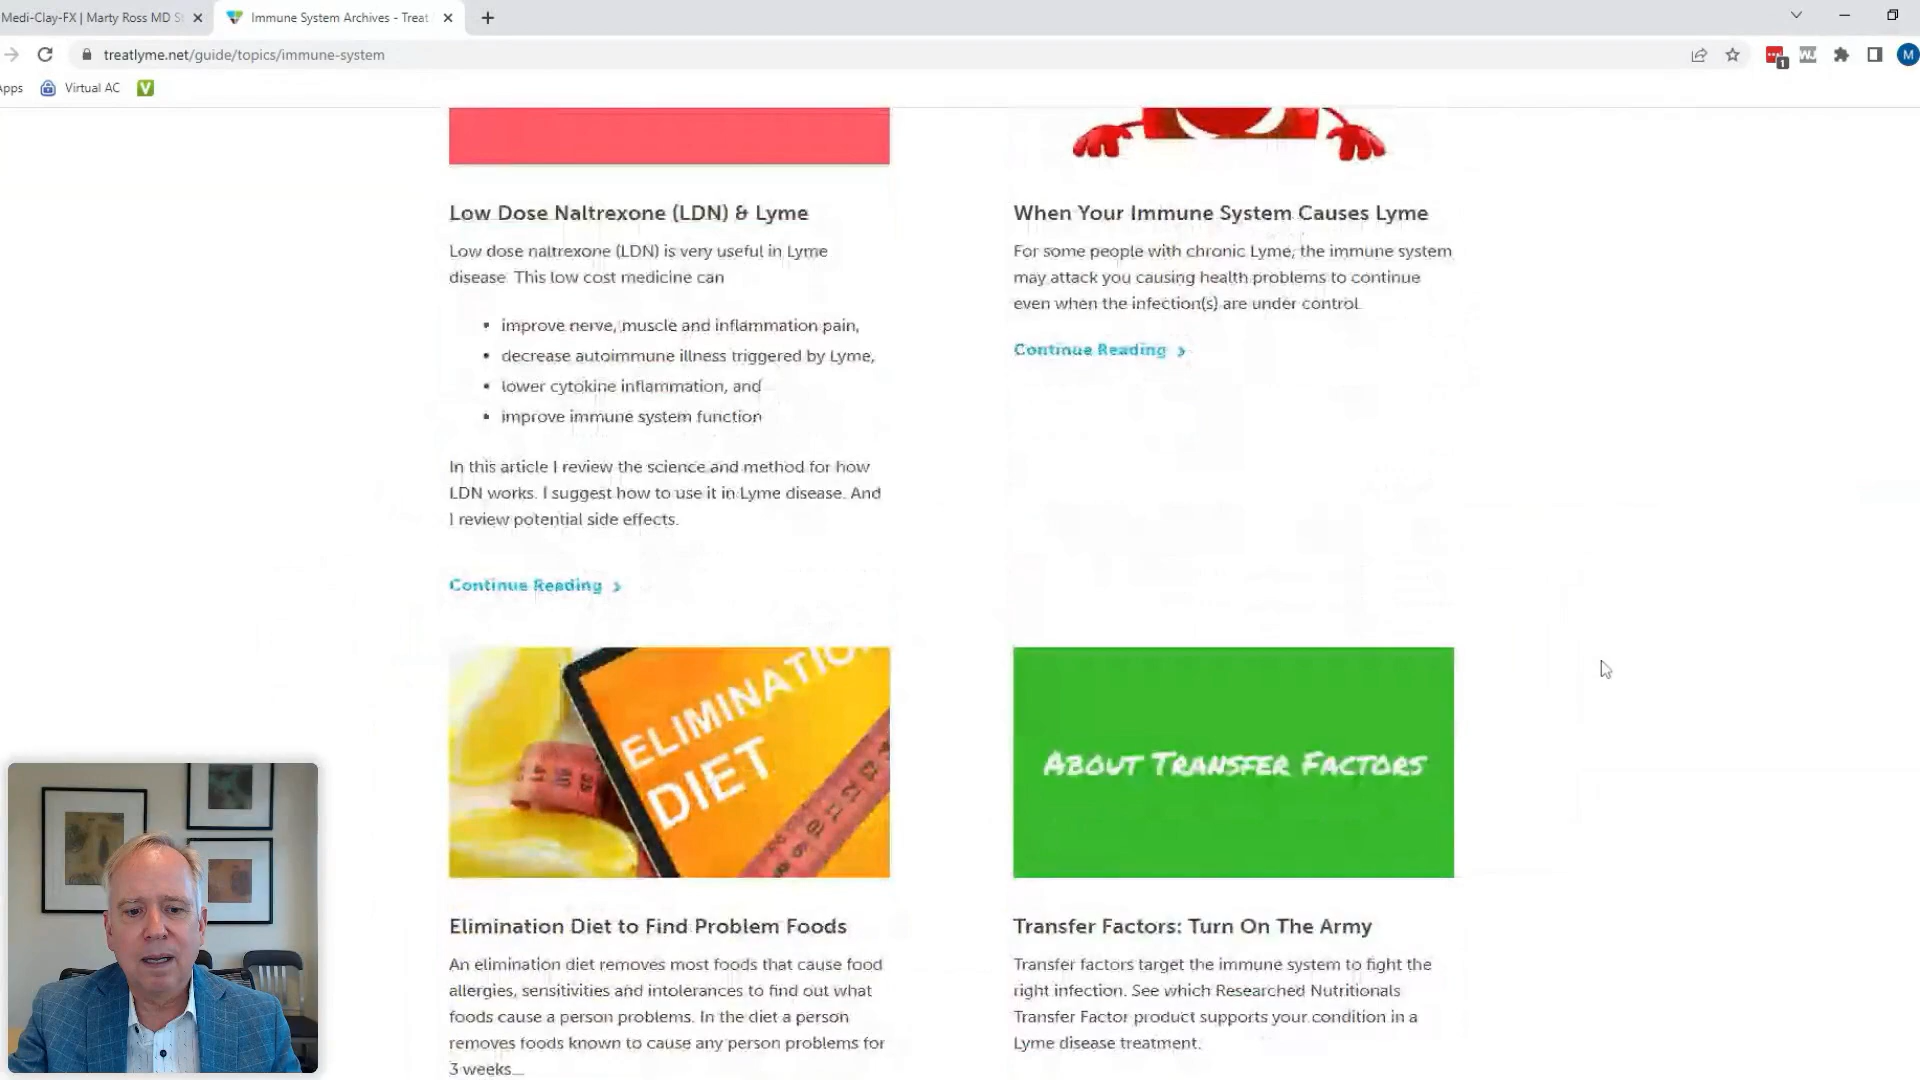 Medi-Clay-FX | Marty Ross MD S
Immune System Archives - Treat
treatlyme.net/guide/topics/immune-system
1
M
Apps
Virtual AC
V
Low Dose Naltrexone (LDN) & Lyme
Low dose naltrexone (LDN) is very useful in Lyme
disease. This low cost medicine can
• improve nerve, muscle and inflammation pain,
• decrease autoimmune illness triggered by Lyme,
• lower cytokine inflammation, and
• improve immune system function
In this article I review the science and method for how
LDN works. I suggest how to use it in Lyme disease. And
I review potential side effects.
Continue Reading >
When Your Immune System Causes Lyme
For some people with chronic Lyme, the immune system
may attack you causing health problems to continue
even when the infection(s) are under control.
Continue Reading >
ELIMINATION
DIET
Elimination Diet to Find Problem Foods
An elimination diet removes most foods that cause food
allergies, sensitivities and intolerances to find out what
foods cause a person problems. In the diet a person
removes foods known to cause any person problems for
3 weeks...
About Transfer Factors
Transfer Factors: Turn On The Army
Transfer factors target the immune system to fight the
right infection. See which Researched Nutritionals
Transfer Factor product supports your condition in a
Lyme disease treatment.